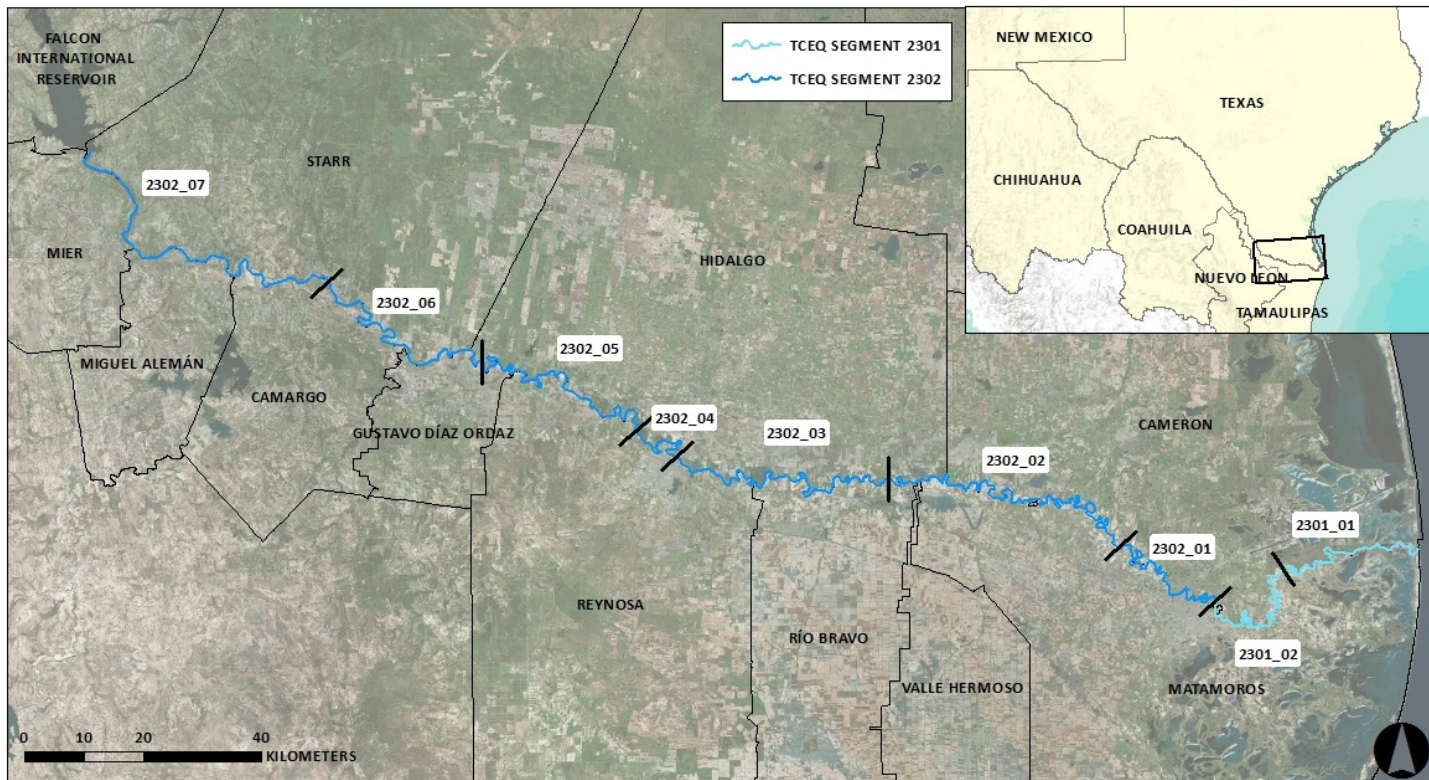 FALCON
INTERNATIONAL
RESERVOIR
TCEQ SEGMENT 2301
TCEQ SEGMENT 2302
NEW MEXICO
TEXAS
CHIHUAHUA
COAHUILA
NUEVO LEON
TAMAULIPAS
STARR
2302_07
MIER
HIDALGO
2302_06
2302_05
MIGUEL ALEMÁN
CAMARGO
GUSTAVO DÍAZ ORDAZ
2302_04
2302_03
2302_02
CAMERON
2301_01
2302_01
REYNOSA
RÍO BRAVO
2301_02
VALLE HERMOSO
MATAMOROS
0 10 20 40
KILOMETERS